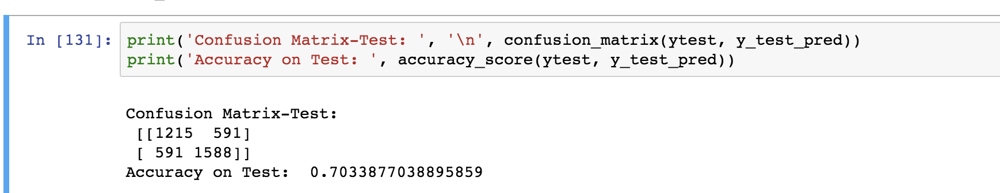 In [131]: print('Confusion Matrix-Test: ', '\n', confusion_matrix(ytest, y_test_pred))
print('Accuracy on Test: ', accuracy_score(ytest, y_test_pred))
Confusion Matrix-Test:
[[1215  591]
[ 591 1588]]
Accuracy on Test:  0.7033877038895859